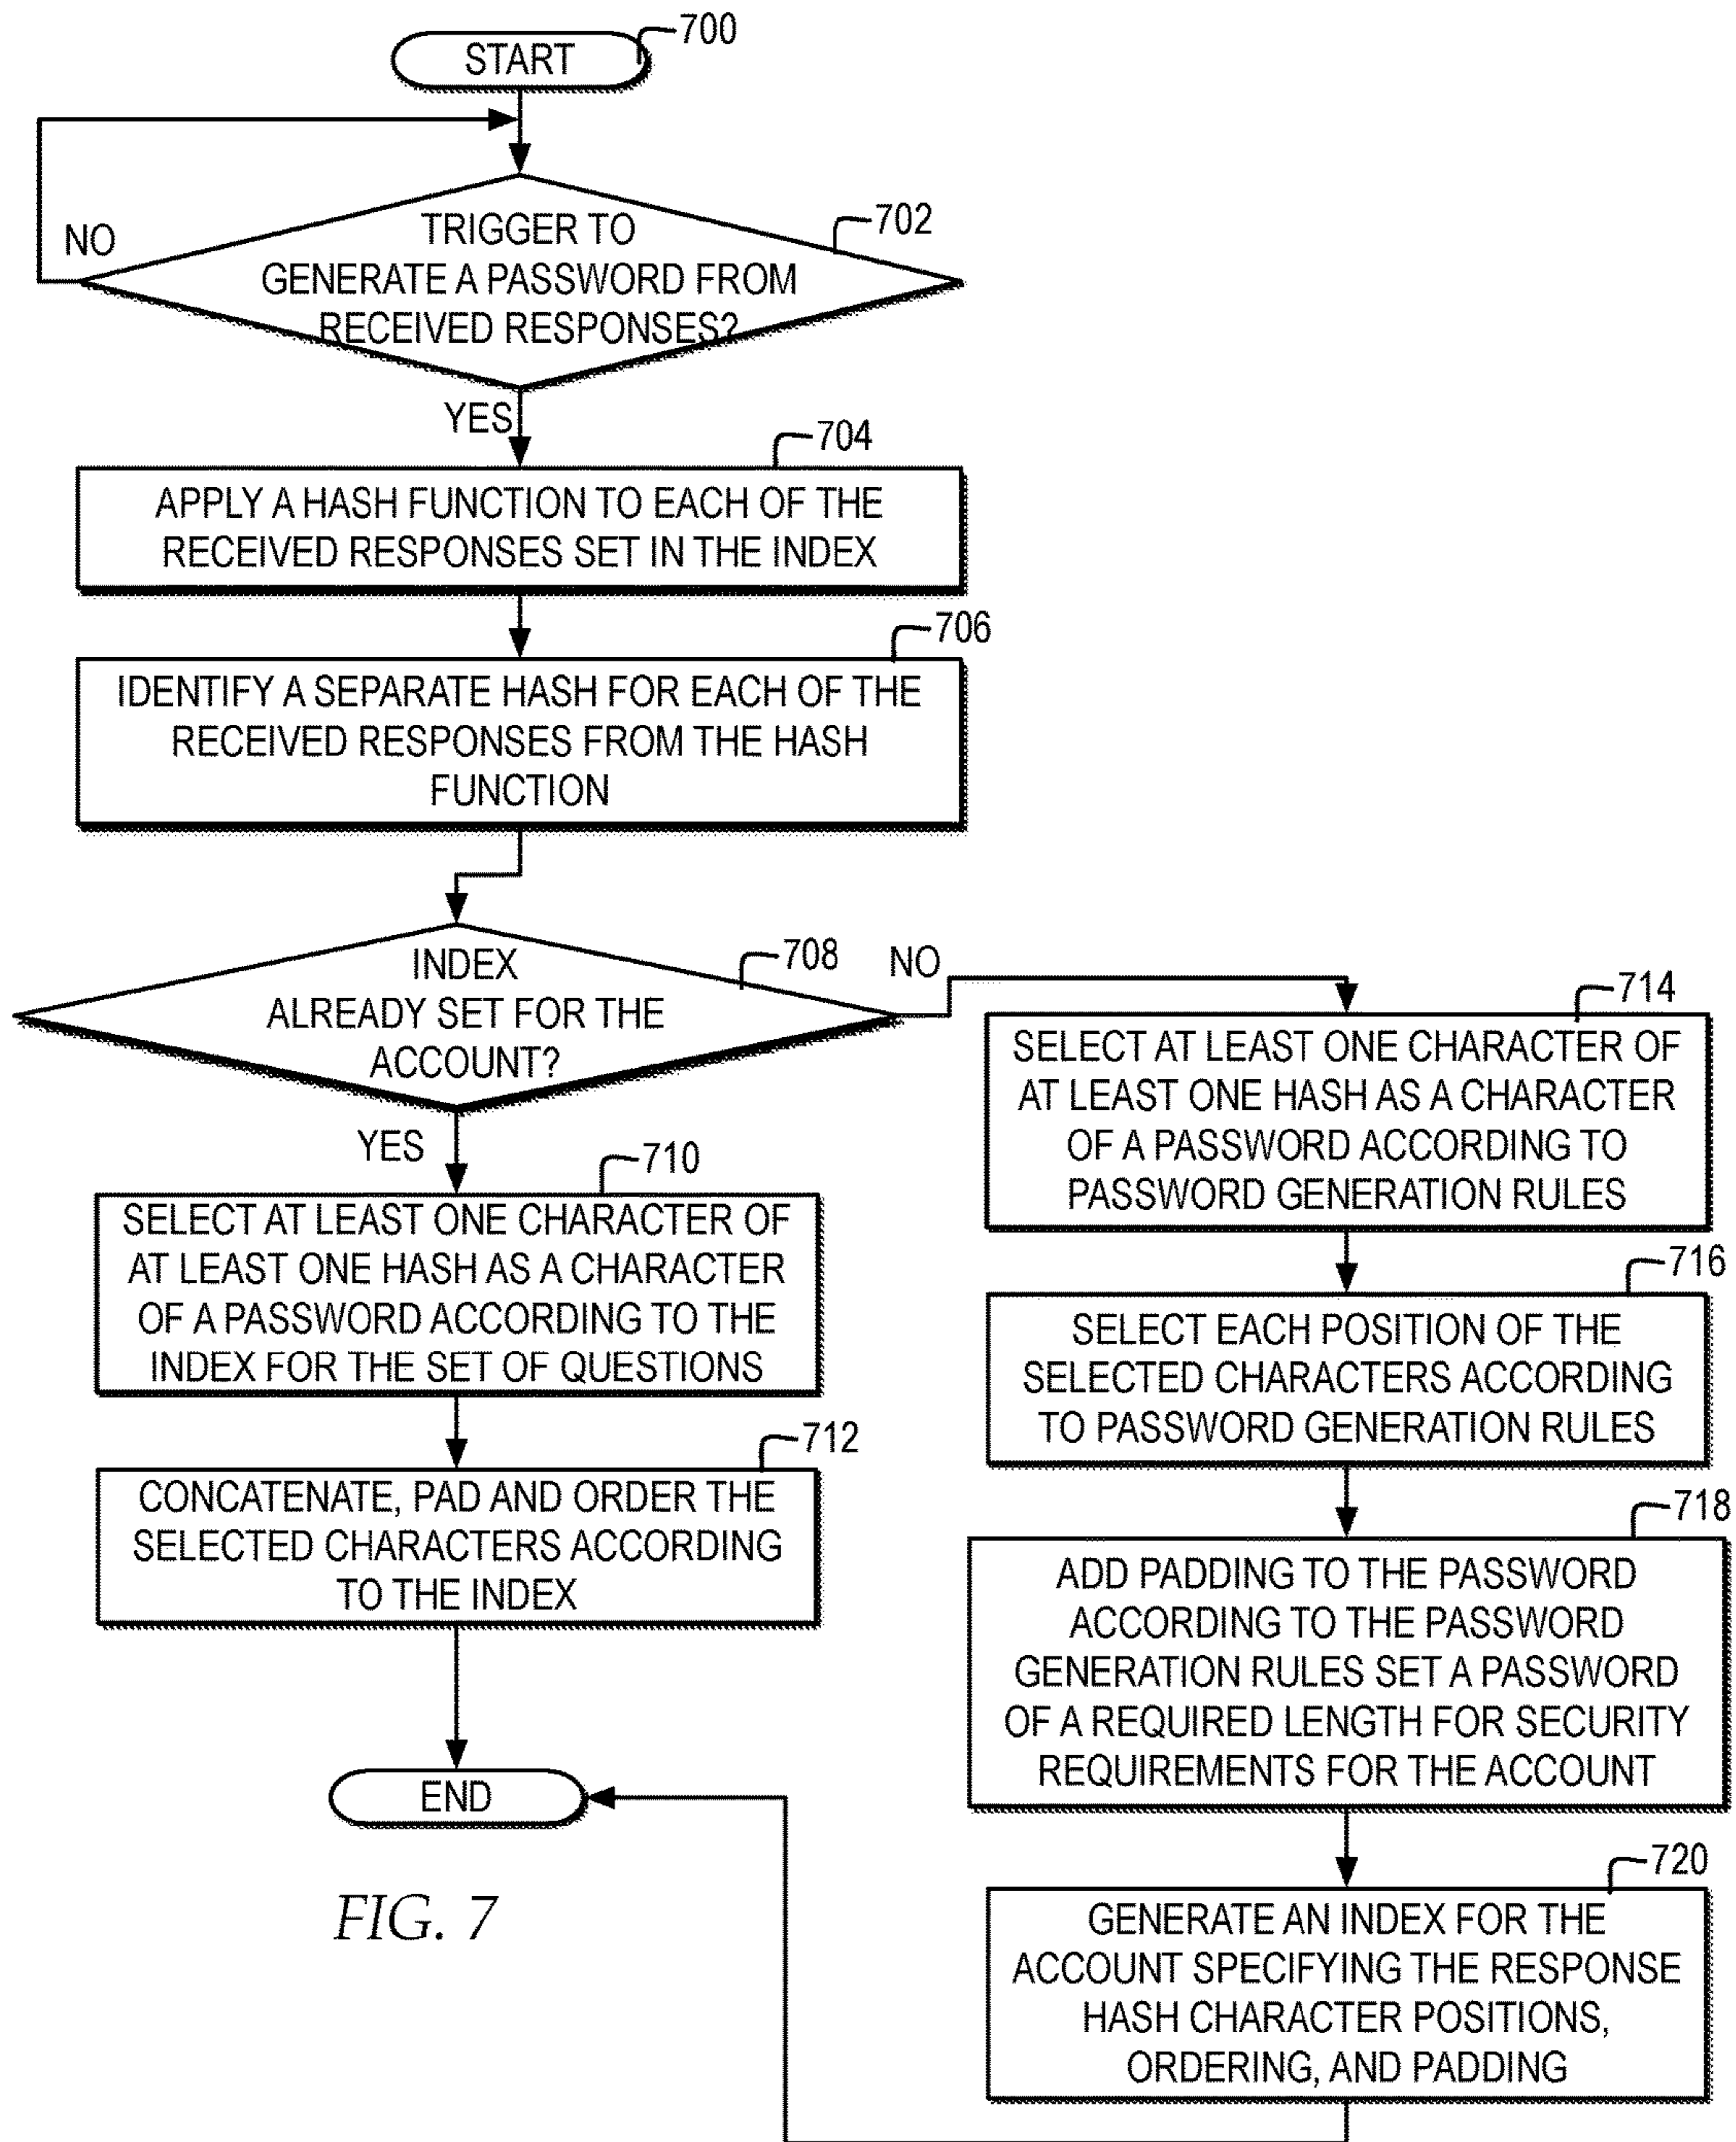 700
START
702
TRIGGER TO
GENERATE A PASSWORD FROM
RECEIVED RESPONSES?
NO
YES
704
APPLY A HASH FUNCTION TO EACH OF THE
RECEIVED RESPONSES SET IN THE INDEX
706
IDENTIFY A SEPARATE HASH FOR EACH OF THE
RECEIVED RESPONSES FROM THE HASH
FUNCTION
708
INDEX
ALREADY SET FOR THE
ACCOUNT?
NO
YES
710
SELECT AT LEAST ONE CHARACTER OF
AT LEAST ONE HASH AS A CHARACTER
OF A PASSWORD ACCORDING TO THE
INDEX FOR THE SET OF QUESTIONS
712
CONCATENATE, PAD AND ORDER THE
SELECTED CHARACTERS ACCORDING
TO THE INDEX
END
714
SELECT AT LEAST ONE CHARACTER OF
AT LEAST ONE HASH AS A CHARACTER
OF A PASSWORD ACCORDING TO
PASSWORD GENERATION RULES
716
SELECT EACH POSITION OF THE
SELECTED CHARACTERS ACCORDING
TO PASSWORD GENERATION RULES
718
ADD PADDING TO THE PASSWORD
ACCORDING TO THE PASSWORD
GENERATION RULES SET A PASSWORD
OF A REQUIRED LENGTH FOR SECURITY
REQUIREMENTS FOR THE ACCOUNT
720
GENERATE AN INDEX FOR THE
ACCOUNT SPECIFYING THE RESPONSE
HASH CHARACTER POSITIONS,
ORDERING, AND PADDING
FIG. 7